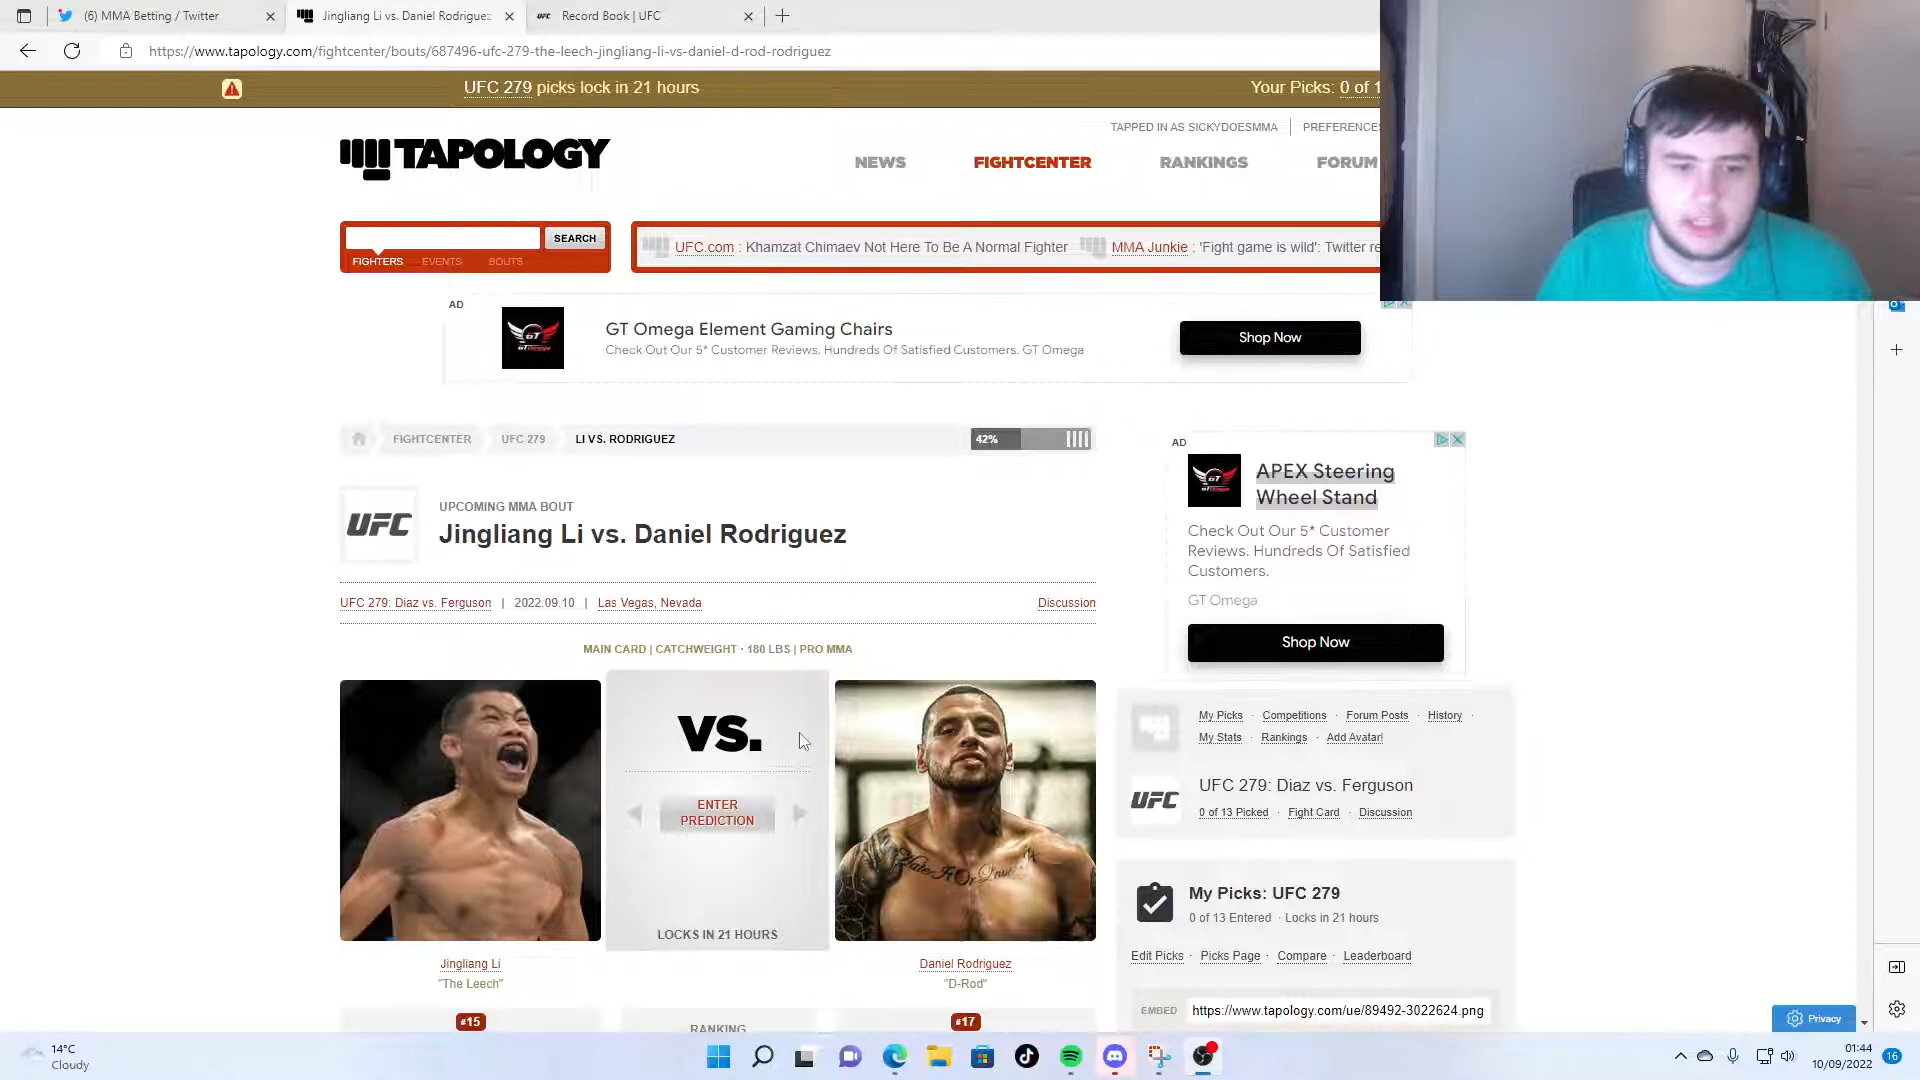 (6) MMA Betting / Twitter
Jingliang Li vs. Daniel Rodriguez
UFC Record Book | UFC
https://www.tapology.com/fightcenter/bouts/687496-ufc-279-the-leech-jingliang-li-vs-daniel-d-rod-rodriguez
UFC 279 picks lock in 21 hours
Your Picks: 0 of 1
TAPPED IN AS SICKYDOESMMA
PREFERENCES
TAPOLOGY
NEWS FIGHTCENTER RANKINGS FORUM
SEARCH
FIGHTERS EVENTS BOUTS
UFC.com : Khamzat Chimaev Not Here To Be A Normal Fighter
MMA Junkie : 'Fight game is wild': Twitter re
AD
GT Omega Element Gaming Chairs
Check Out Our 5* Customer Reviews. Hundreds Of Satisfied Customers. GT Omega
Shop Now
FIGHTCENTER UFC 279 LI VS. RODRIGUEZ
42%
UFC
UPCOMING MMA BOUT
Jingliang Li vs. Daniel Rodriguez
UFC 279: Diaz vs. Ferguson | 2022.09.10 | Las Vegas, Nevada
Discussion
MAIN CARD | CATCHWEIGHT · 180 LBS | PRO MMA
VS.
ENTER
PREDICTION
LOCKS IN 21 HOURS
Jingliang Li
"The Leech"
Daniel Rodriguez
"D-Rod"
#15
RANKING
#17
AD
APEX Steering
Wheel Stand
Check Out Our 5* Customer
Reviews. Hundreds Of Satisfied
Customers.
GT Omega
Shop Now
My Picks · Competitions · Forum Posts · History ·
My Stats · Rankings · Add Avatar!
UFC
UFC 279: Diaz vs. Ferguson
0 of 13 Picked · Fight Card · Discussion
My Picks: UFC 279
0 of 13 Entered · Locks in 21 hours
Edit Picks · Picks Page · Compare · Leaderboard
EMBED https://www.tapology.com/ue/89492-3022624.png
Privacy
14°C
Cloudy
01:44
10/09/2022
16